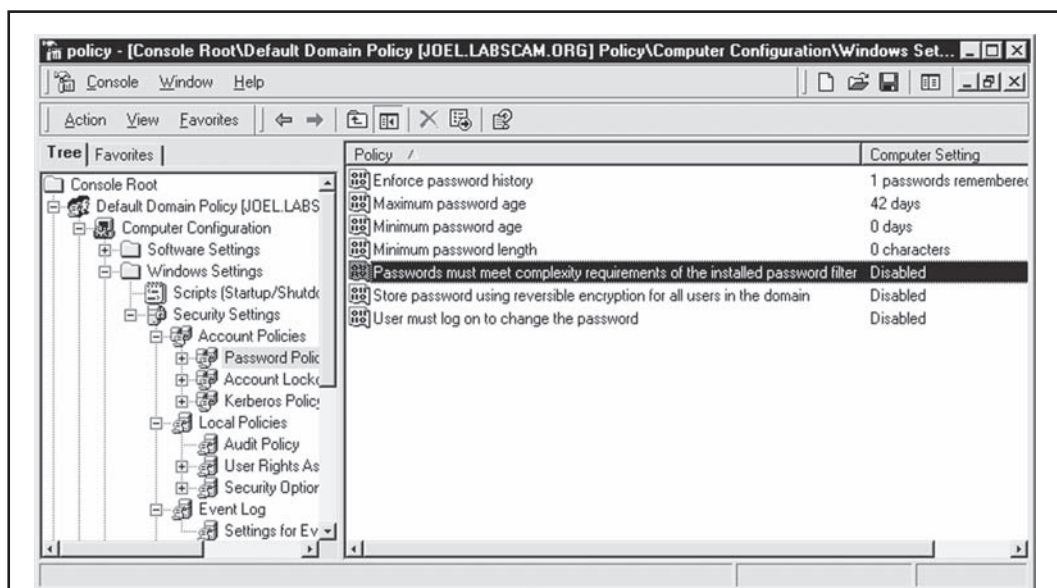 policy - [Console Root\Default Domain Policy [JOEL.LABSCAM.ORG] Policy\Computer Configuration\Windows Set...
Console Window Help
Action View Favorites
Tree Favorites
Console Root
Default Domain Policy [JOEL.LABS
Computer Configuration
Software Settings
Windows Settings
Scripts (Startup/Shutd
Security Settings
Account Policies
Password Polic
Account Locko
Kerberos Policy
Local Policies
Audit Policy
User Rights As
Security Option
Event Log
Settings for Ev
Policy / Computer Setting
Enforce password history 1 passwords remembered
Maximum password age 42 days
Minimum password age 0 days
Minimum password length 0 characters
Passwords must meet complexity requirements of the installed password filter Disabled
Store password using reversible encryption for all users in the domain Disabled
User must log on to change the password Disabled